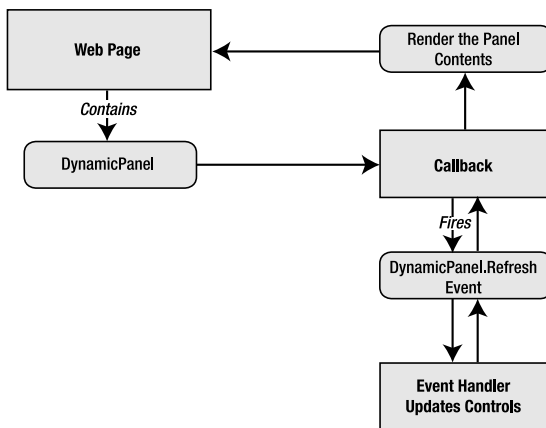 Web Page
Render the Panel
Contents
Contains
DynamicPanel
Callback
Fires
DynamicPanel.Refresh
Event
Event Handler
Updates Controls